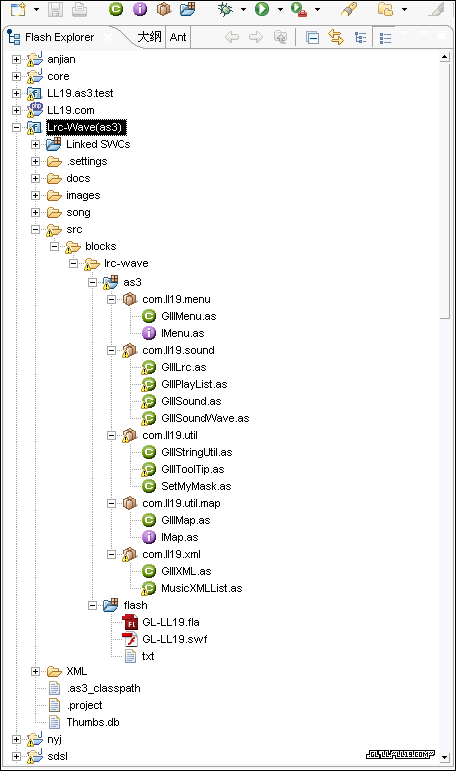 Flash Explorer 大纲 Ant
anjian
core
LL19.as3.test
LL19.com
Lrc-Wave(as3)
Linked SWCs
.settings
docs
images
song
src
blocks
lrc-wave
as3
com.ll19.menu
GlllMenu.as
IMenu.as
com.ll19.sound
GlllLrc.as
GlllPlayList.as
GlllSound.as
GlllSoundWave.as
com.ll19.util
GlllStringUtil.as
GlllToolTip.as
SetMyMask.as
com.ll19.util.map
GlllMap.as
IMap.as
com.ll19.xml
GlllXML.as
MusicXMLList.as
flash
GL-LL19.fla
GL-LL19.swf
txt
XML
.as3_classpath
.project
Thumbs.db
nyj
sdsl